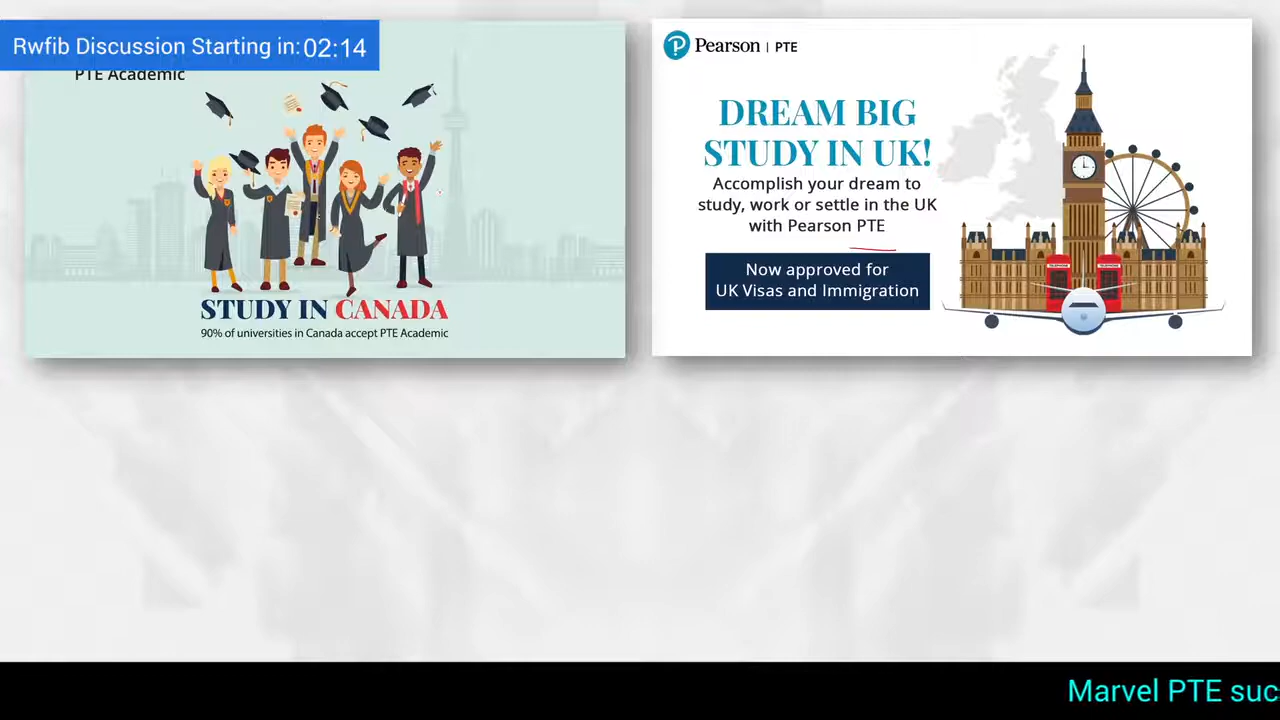 Rwfib Discussion Starting in: 02:14
PTE Academic
STUDY IN CANADA
90% of universities in Canada accept PTE Academic
Pearson | PTE
DREAM BIG
STUDY IN UK!
Accomplish your dream to
study, work or settle in the UK
with Pearson PTE
Now approved for
UK Visas and Immigration
TELEPHONE
TELEPHONE
Marvel PTE suc